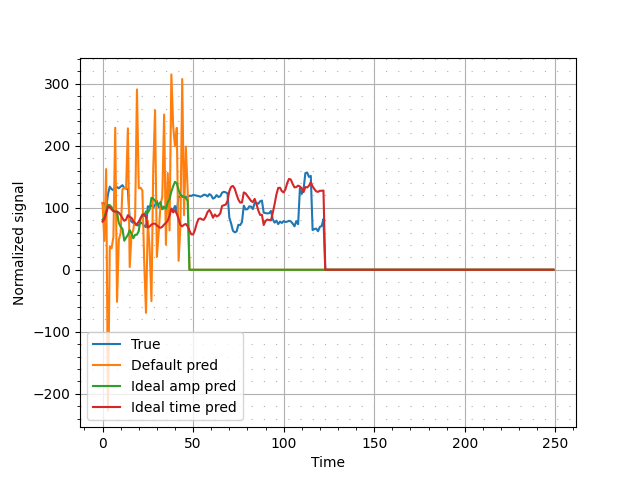 300
200
100
0
−100
−200
Normalized signal
True
Default pred
Ideal amp pred
Ideal time pred
0 50 100 150 200 250
Time